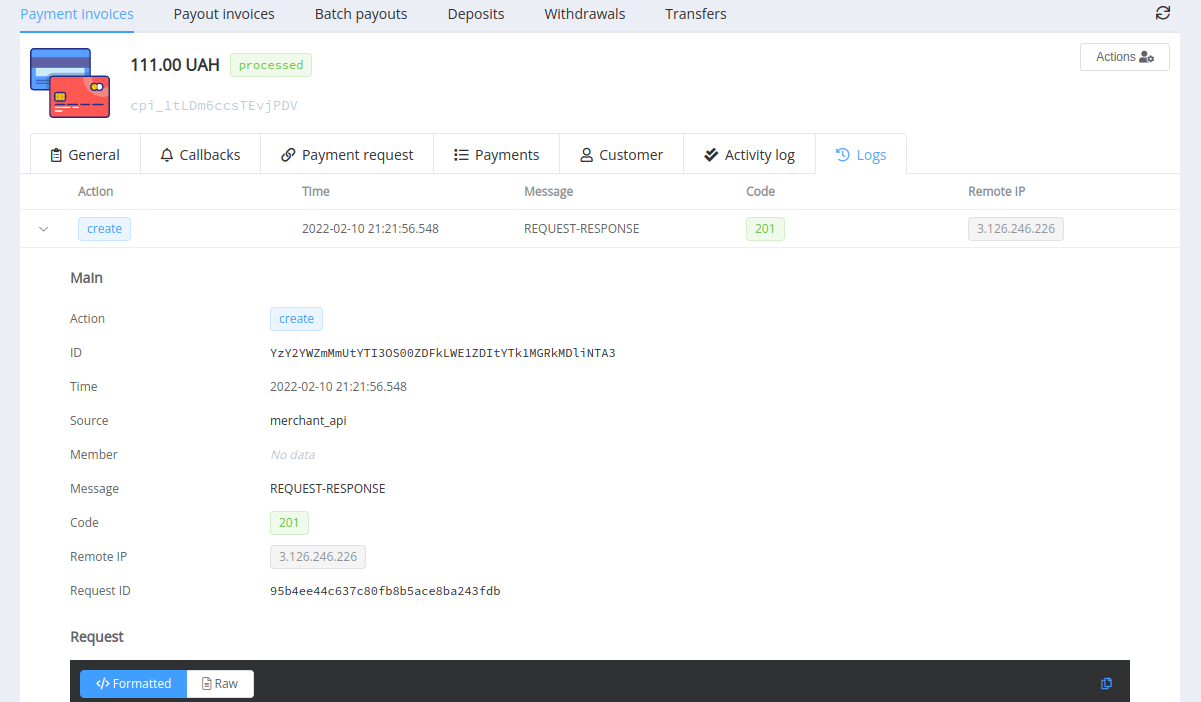 Payment invoices Payout invoices Batch payouts Deposits Withdrawals Transfers
111.00 UAH processed
Actions
cpi_1tLDm6ccsTEvjPDV
General Callbacks Payment request Payments Customer Activity log Logs
Action Time Message Code Remote IP
create 2022-02-10 21:21:56.548 REQUEST-RESPONSE 201 3.126.246.226
Main
Action create
ID YzY2YWZmMmUtYTI3OS00ZDFkLWE1ZDItYTk1MGRkMDliNTA3
Time 2022-02-10 21:21:56.548
Source merchant_api
Member No data
Message REQUEST-RESPONSE
Code 201
Remote IP 3.126.246.226
Request ID 95b4ee44c637c80fb8b5ace8ba243fdb
Request
</> Formatted Raw